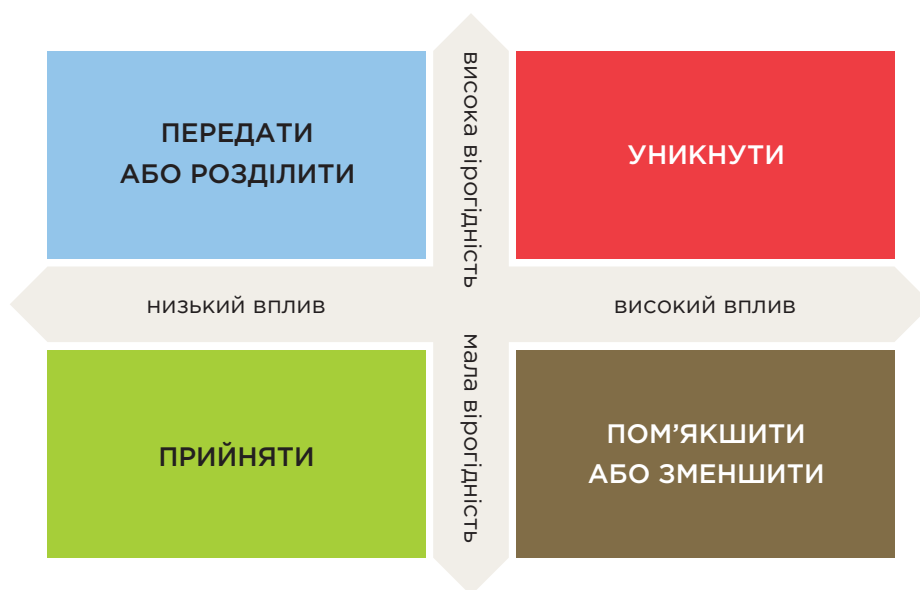 ПЕРЕДАТИ
АБО РОЗДІЛИТИ
висока вірогідність
УНИКНУТИ
низький вплив
високий вплив
ПРИЙНЯТИ
мала вірогідність
ПОМ’ЯКШИТИ
АБО ЗМЕНШИТИ